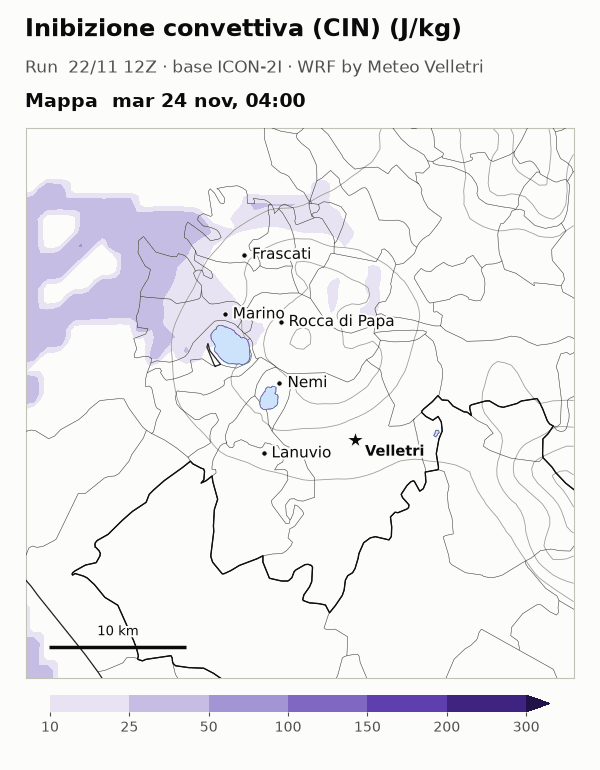 Inibizione convettiva (CIN) (J/kg)
Run  22/11 12Z · base ICON-2I · WRF by Meteo Velletri
Mappa  mar 24 nov, 04:00
Frascati
Marino
Rocca di Papa
Nemi
Velletri
Lanuvio
10 km
10 25 50 100 150 200 300